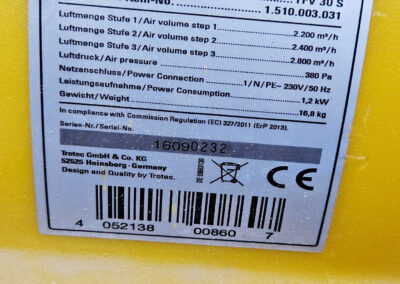 TFV 30 S
1.510.003.031
Luftmenge Stufe 1/Air volume step 1 2.200 m³/h
Luftmenge Stufe 2/Air volume step 2 2.400 m³/h
Luftmenge Stufe 3/Air volume step 3 2.800 m³/h
Luftdruck/Air pressure 380 Pa
Netzanschluss/Power Connection 1/N/PE~ 230V/50 Hz
Leistungsaufnahme/Power Consumption 1,2 kW
Gewicht/Weight 16,8 kg
In compliance with Commission Regulation (EC) 327/2011 (ErP 2013).
Serien-Nr./Serial-No.
16090232
Trotec GmbH & Co. KG
52525 Heinsberg · Germany
Design and Quality by Trotec
CE
4 052138 00860 7